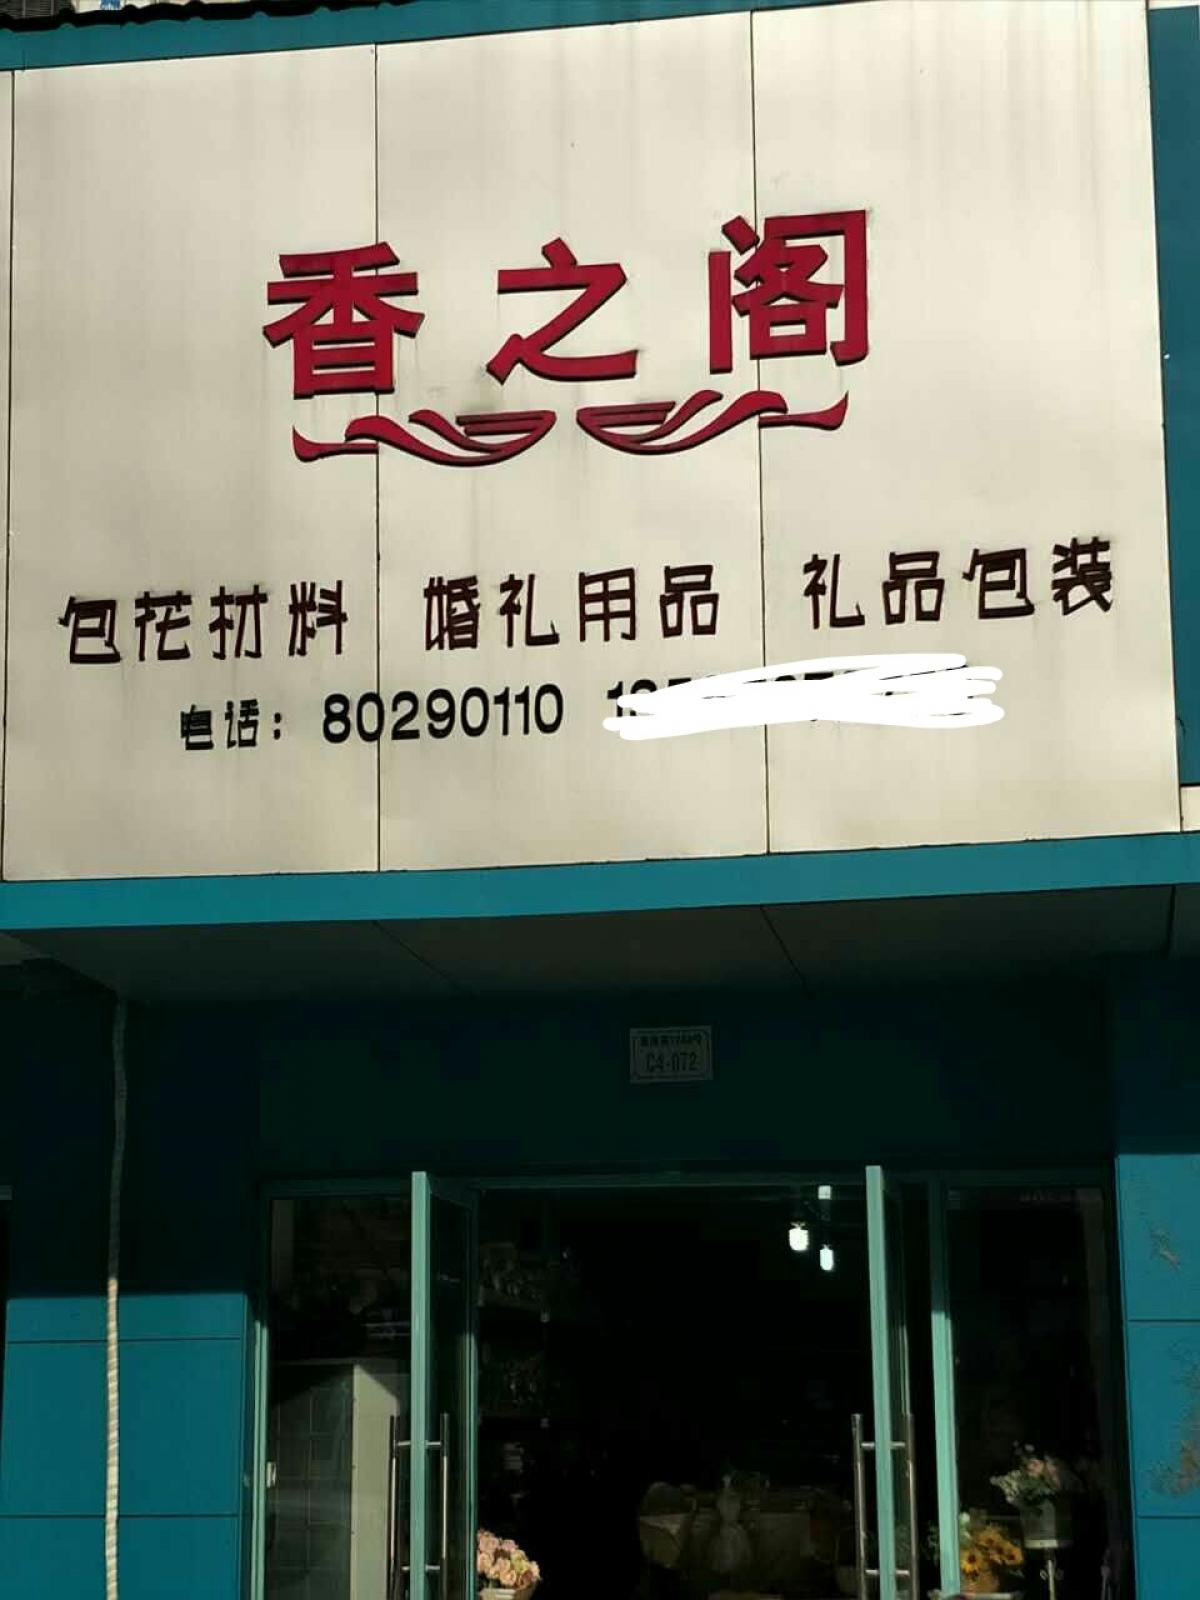 香之阁
包花材料 婚礼用品 礼品包装
电话：80290110
C4-072